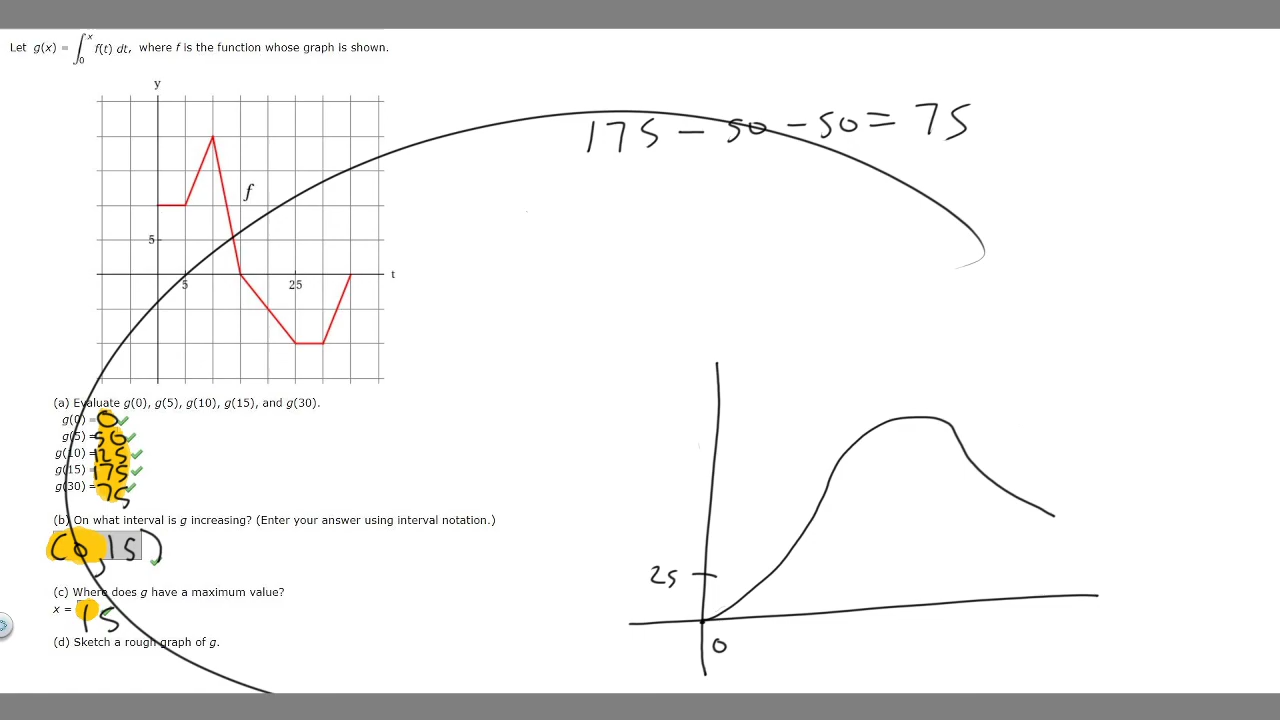 Let g(x) = ∫₀ˣ f(t) dt, where f is the function whose graph is shown.
y
175 - 50 - 50 = 75
f
5
t
5
25
(a) Evaluate g(0), g(5), g(10), g(15), and g(30).
g(0) = 0
g(5) = 50
g(10) = 125
g(15) = 175
g(30) = 75
(b) On what interval is g increasing? (Enter your answer using interval notation.)
(0, 15)
25
(c) Where does g have a maximum value?
x = 15
(d) Sketch a rough graph of g.
0